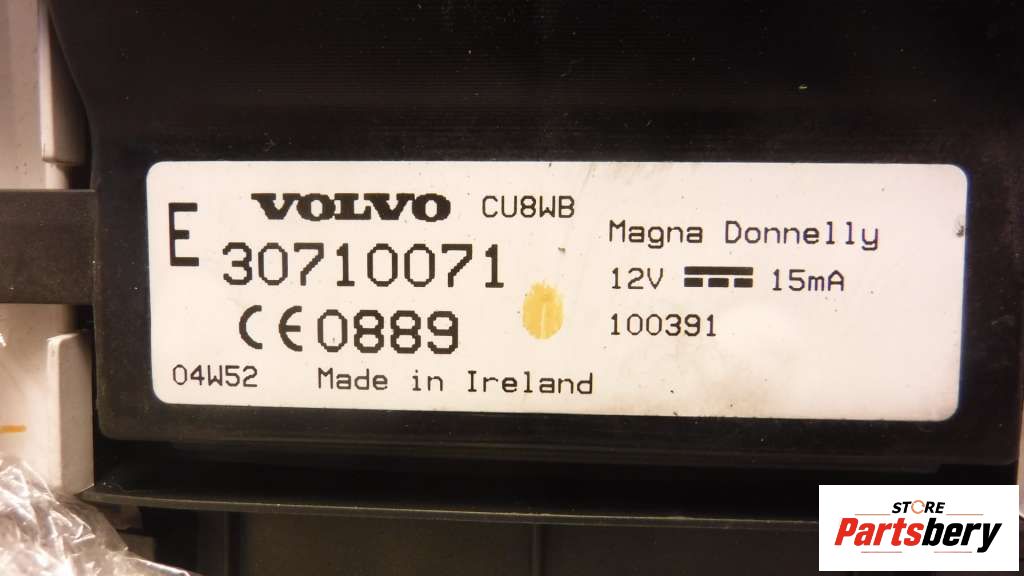 E VOLVO CU8WB
30710071
CE 0889
04W52 Made in Ireland
Magna Donnelly
12V 15mA
100391
STORE
Partsbery